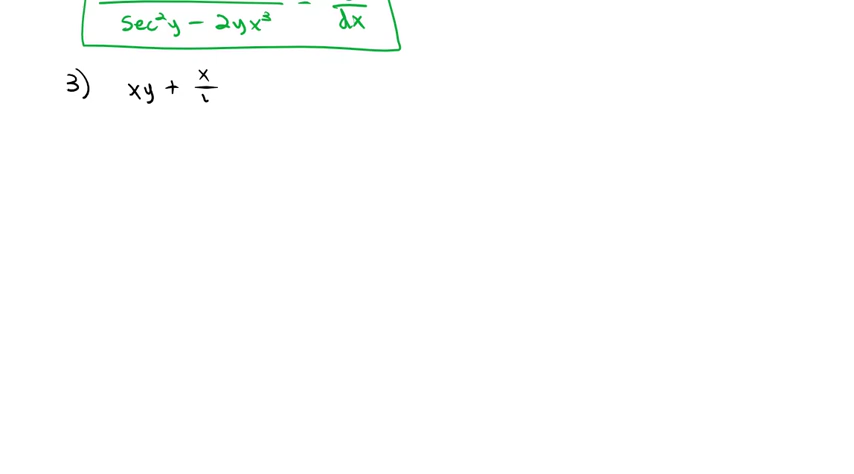 sec²y - 2yx³ = dx
3) xy + x/